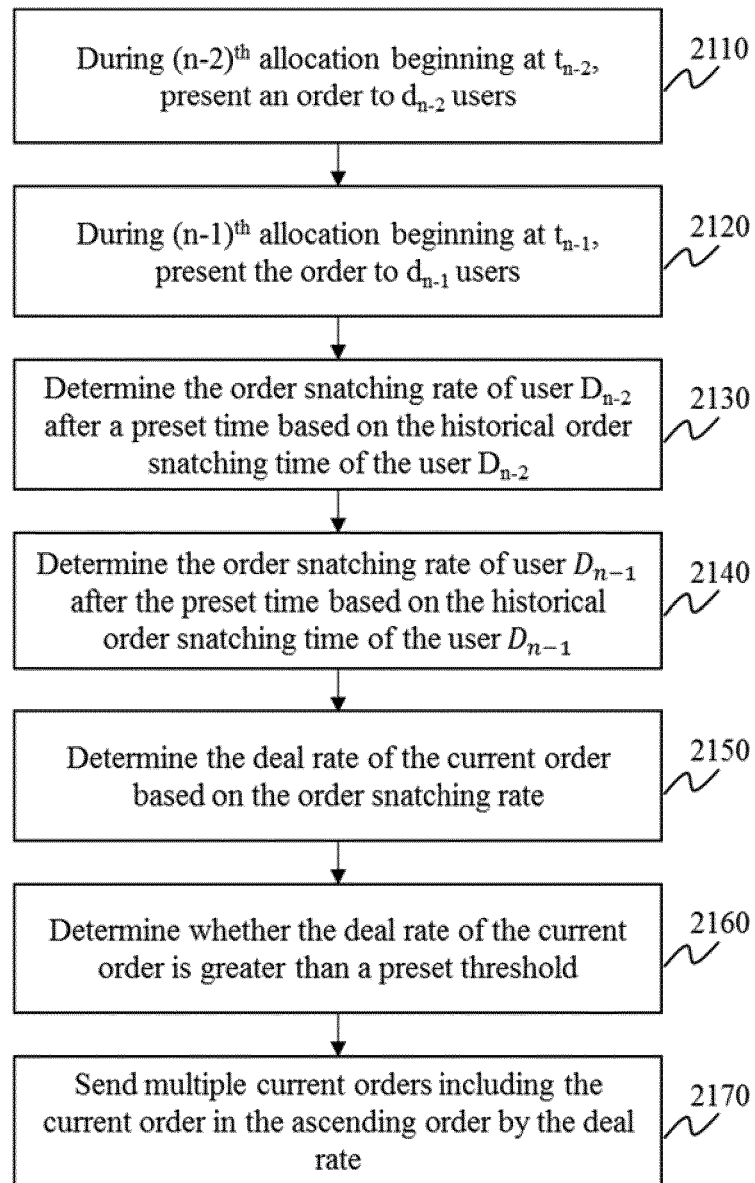 During (n-2)th allocation beginning at tn-2,
present an order to dn-2 users
2110
During (n-1)th allocation beginning at tn-1,
present the order to dn-1 users
2120
Determine the order snatching rate of user Dn-2
after a preset time based on the historical order
snatching time of the user Dn-2
2130
Determine the order snatching rate of user Dn−1
after the preset time based on the historical
order snatching time of the user Dn−1
2140
Determine the deal rate of the current order
based on the order snatching rate
2150
Determine whether the deal rate of the current
order is greater than a preset threshold
2160
Send multiple current orders including the
current order in the ascending order by the deal
rate
2170